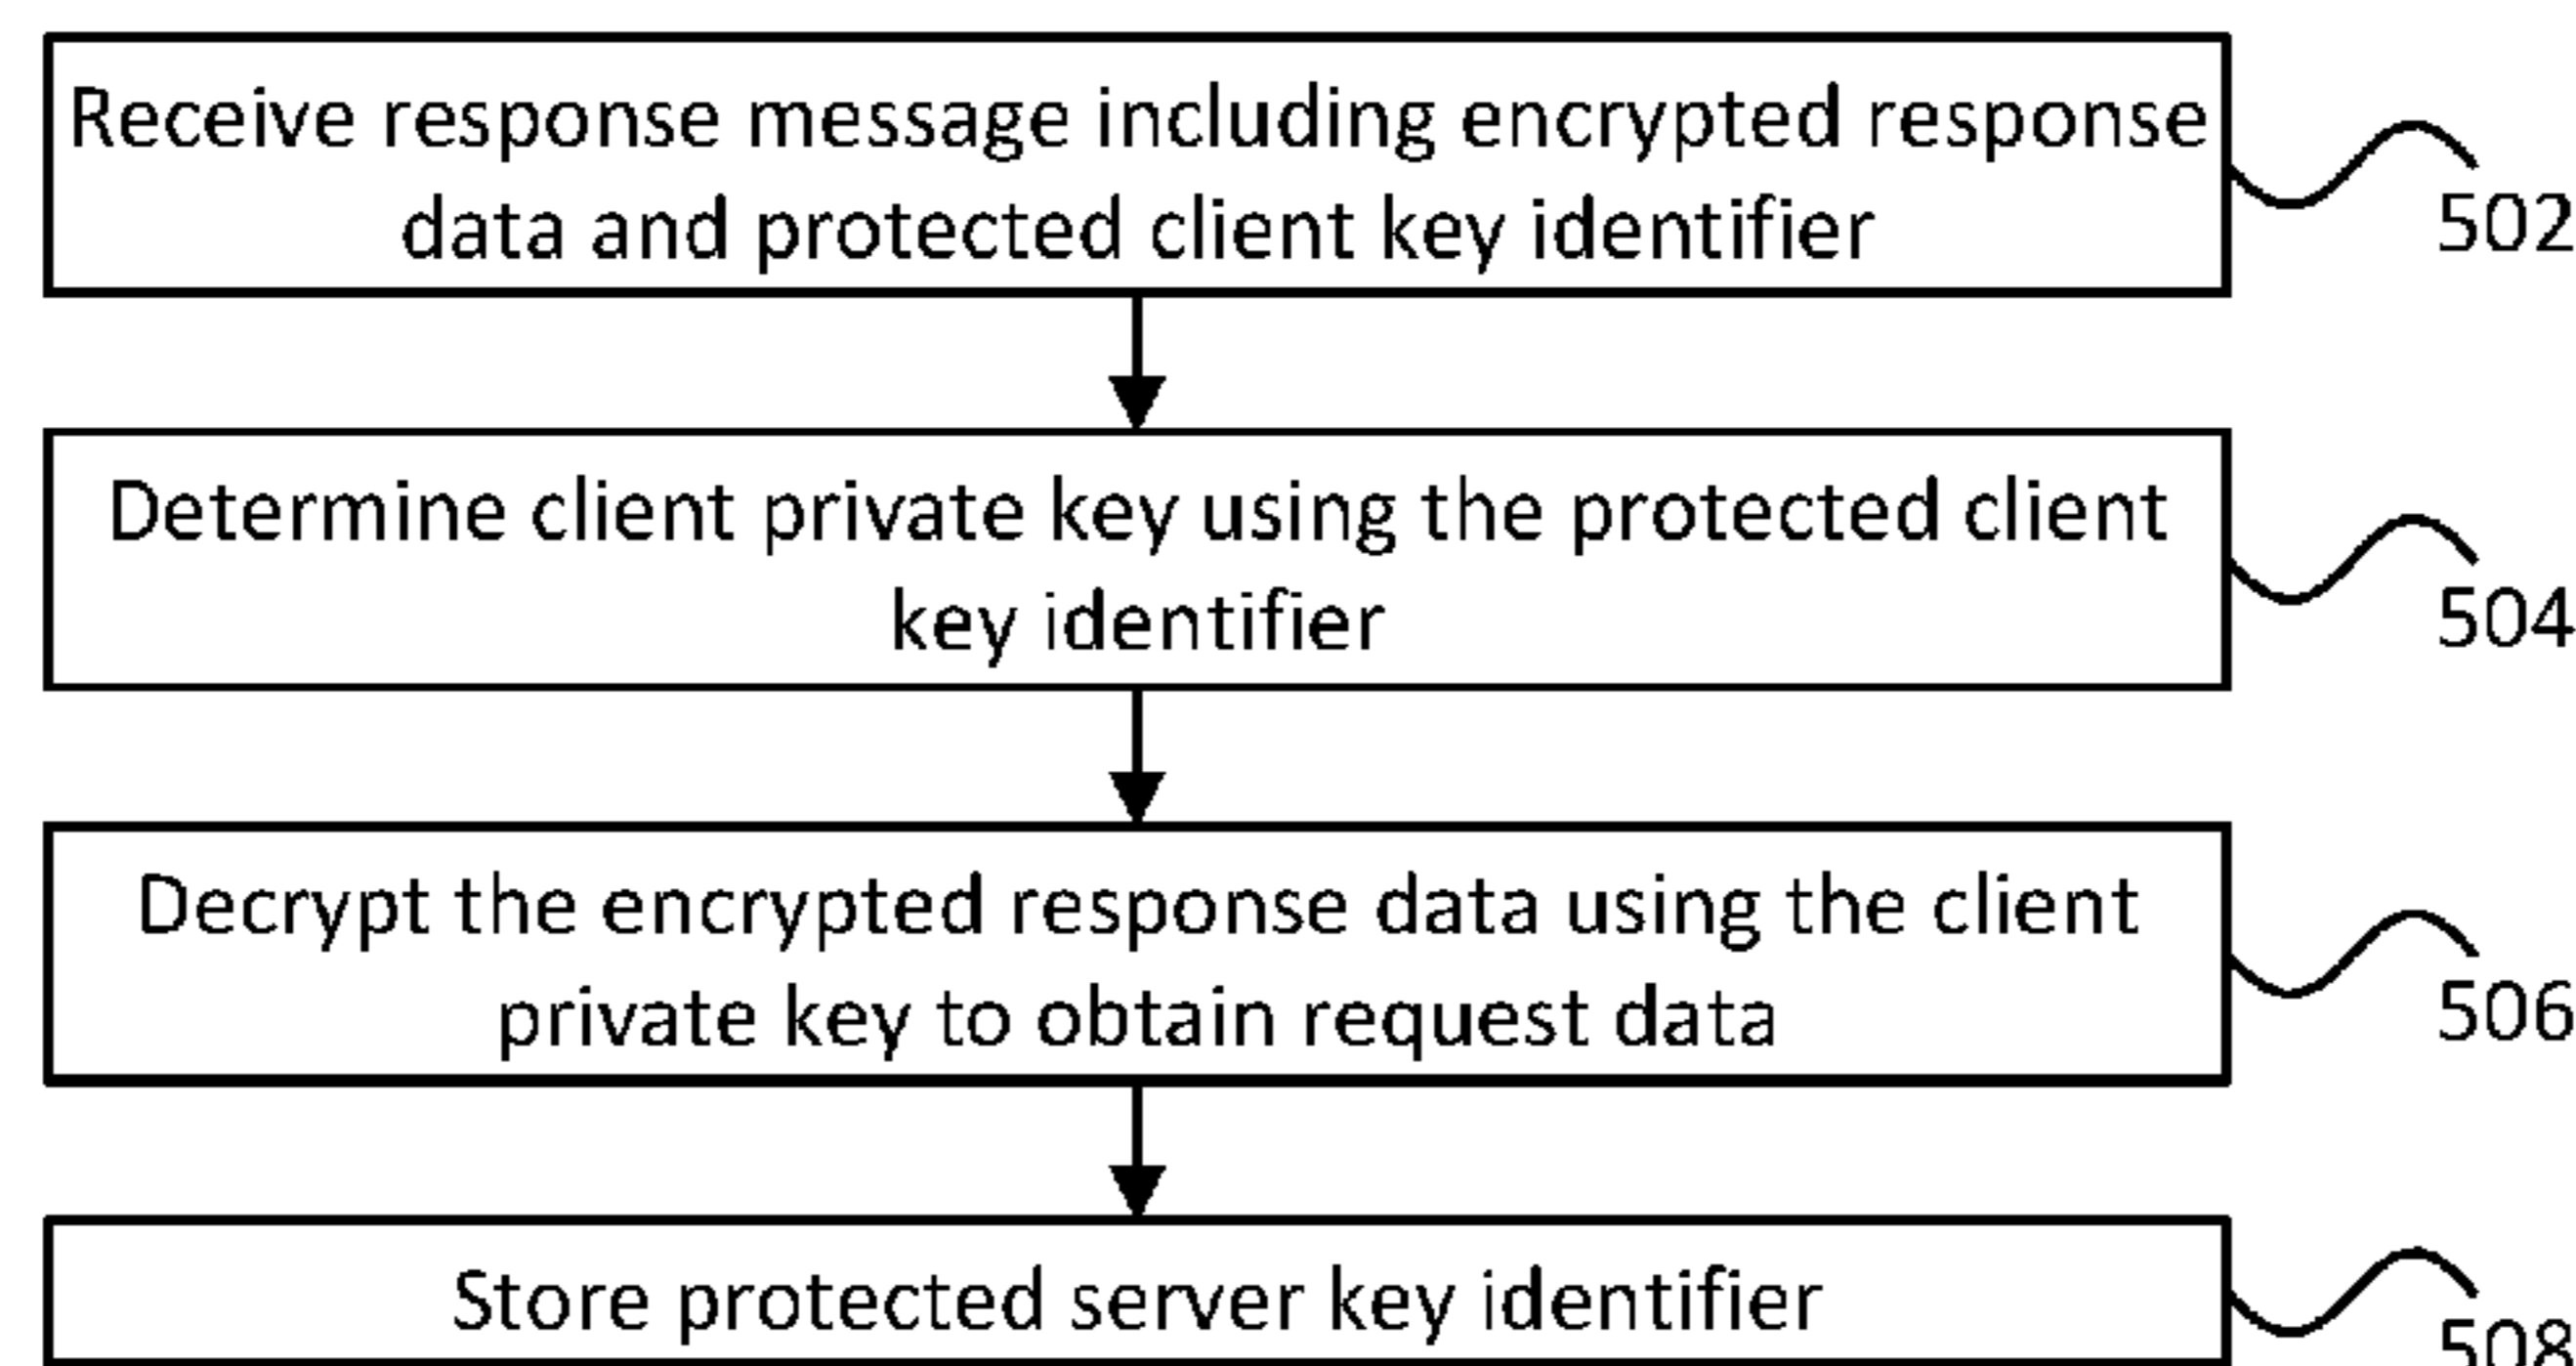 Receive response message including encrypted response
data and protected client key identifier
502
Determine client private key using the protected client
key identifier
504
Decrypt the encrypted response data using the client
private key to obtain request data
506
Store protected server key identifier
508